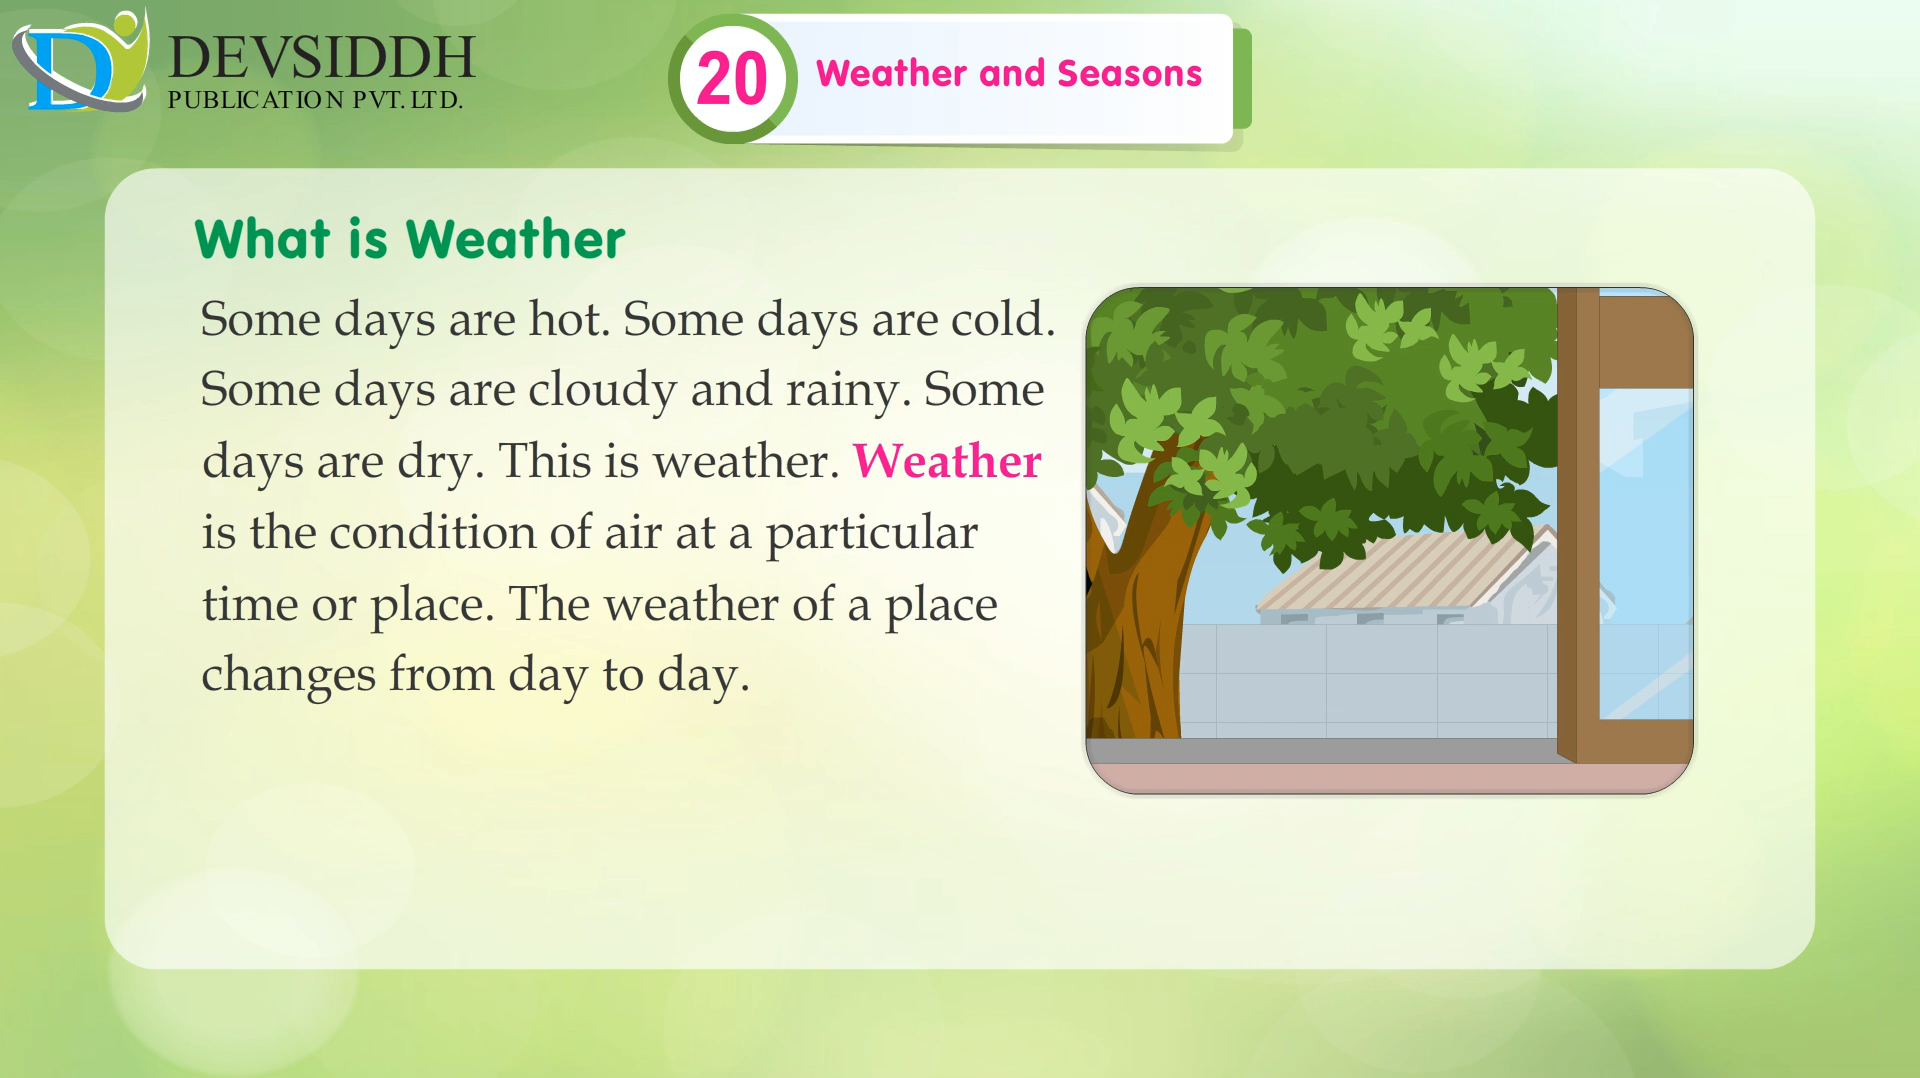 DEVSIDDH
PUBLICATION PVT. LTD.
20
Weather and Seasons
What is Weather
Some days are hot. Some days are cold.
Some days are cloudy and rainy. Some
days are dry. This is weather. Weather
is the condition of air at a particular
time or place. The weather of a place
changes from day to day.